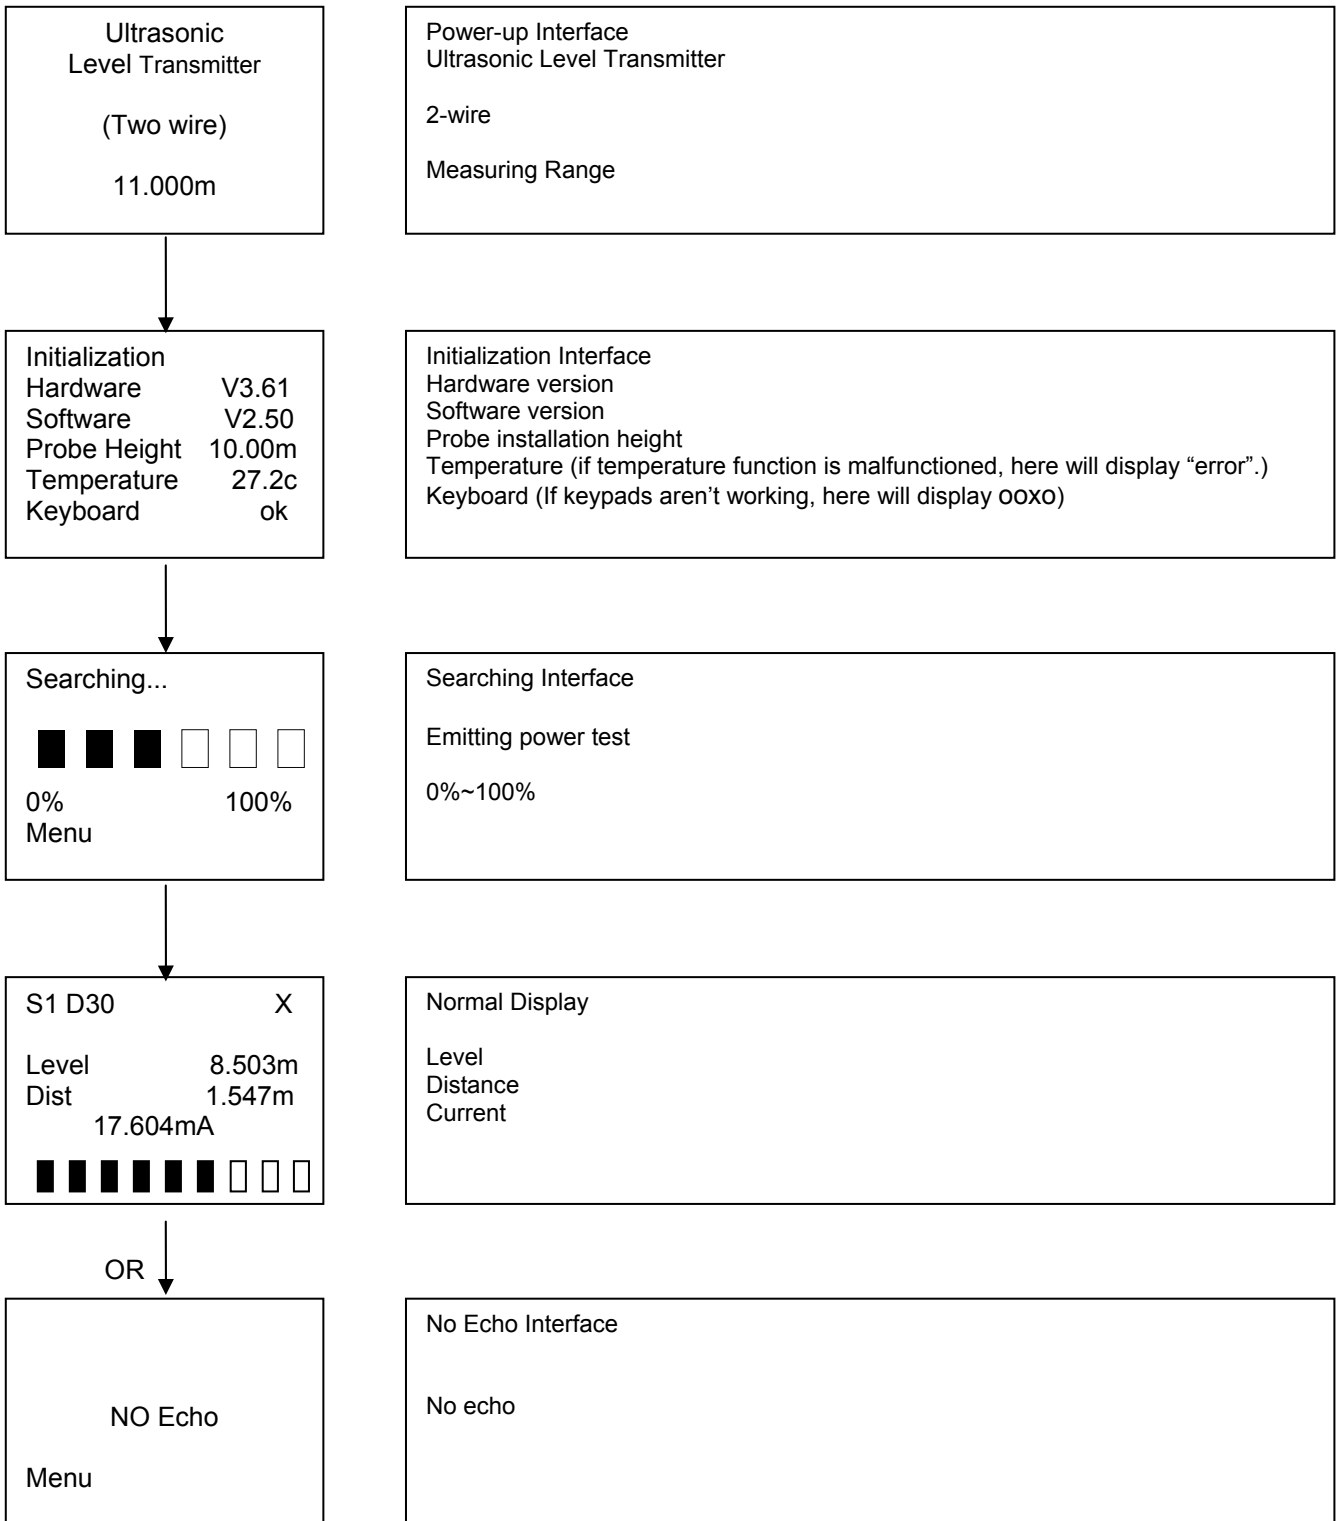 Ultrasonic
Level Transmitter
(Two wire)
11.000m
Power-up Interface
Ultrasonic Level Transmitter
2-wire
Measuring Range
Initialization
Hardware V3.61
Software V2.50
Probe Height 10.00m
Temperature 27.2c
Keyboard ok
Initialization Interface
Hardware version
Software version
Probe installation height
Temperature (if temperature function is malfunctioned, here will display “error”.)
Keyboard (If keypads aren’t working, here will display ooxo)
Searching...
0% 100%
Menu
Searching Interface
Emitting power test
0%~100%
S1 D30 X
Level 8.503m
Dist 1.547m
17.604mA
Normal Display
Level
Distance
Current
OR
NO Echo
Menu
No Echo Interface
No echo